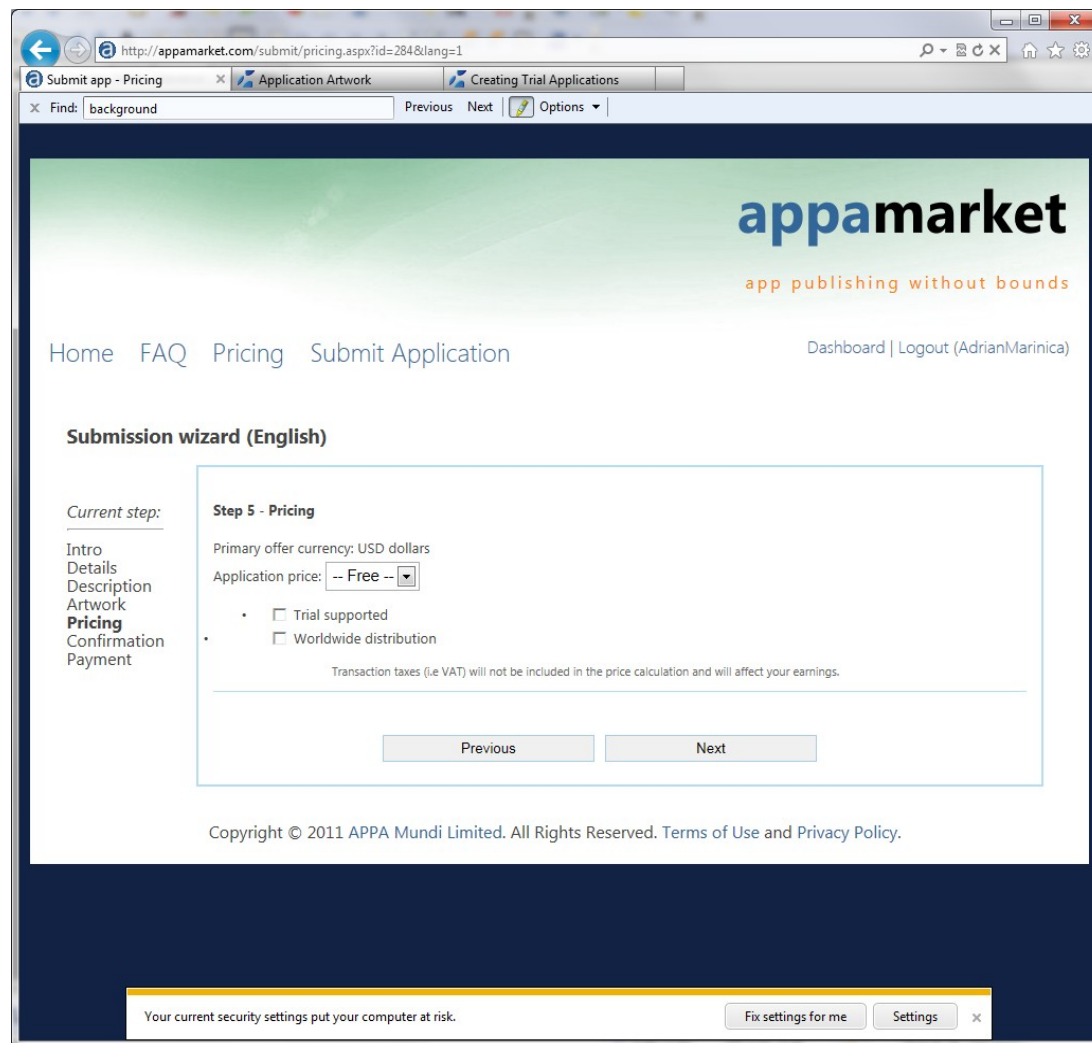 http://appamarket.com/submit/pricing.aspx?id=284&lang=1
Submit app - Pricing
Application Artwork
Creating Trial Applications
Find: background Previous Next Options
appamarket
app publishing without bounds
Home FAQ Pricing Submit Application
Dashboard | Logout (AdrianMarinica)
Submission wizard (English)
Current step:
Intro
Details
Description
Artwork
Pricing
Confirmation
Payment
Step 5 - Pricing
Primary offer currency: USD dollars
Application price: -- Free --
Trial supported
Worldwide distribution
Transaction taxes (i.e VAT) will not be included in the price calculation and will affect your earnings.
Previous Next
Copyright © 2011 APPA Mundi Limited. All Rights Reserved. Terms of Use and Privacy Policy.
Your current security settings put your computer at risk. Fix settings for me Settings